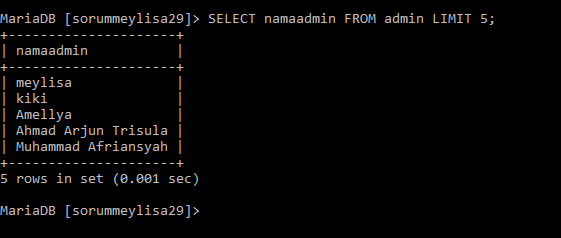 MariaDB [sorummeylisa29]> SELECT namaadmin FROM admin LIMIT 5;
+---------------------+
| namaadmin           |
+---------------------+
| meylisa             |
| kiki                |
| Amellya             |
| Ahmad Arjun Trisula |
| Muhammad Afriansyah |
+---------------------+
5 rows in set (0.001 sec)
MariaDB [sorummeylisa29]>